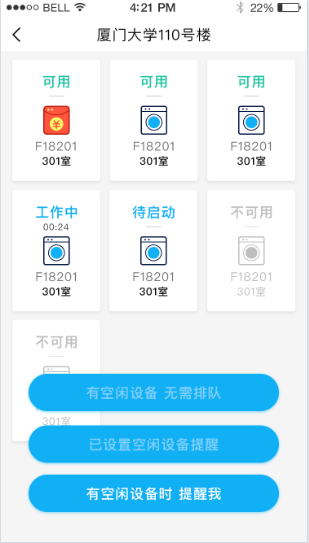 BELL 4:21 PM 22%
厦门大学110号楼
可用 可用 可用
¥
F18201 F18201 F18201
301室 301室 301室
工作中 待启动 不可用
00:24
F18201 F18201 F18201
301室 301室 301室
不可用
有空闲设备 无需排队
301室
已设置空闲设备提醒
有空闲设备时 提醒我